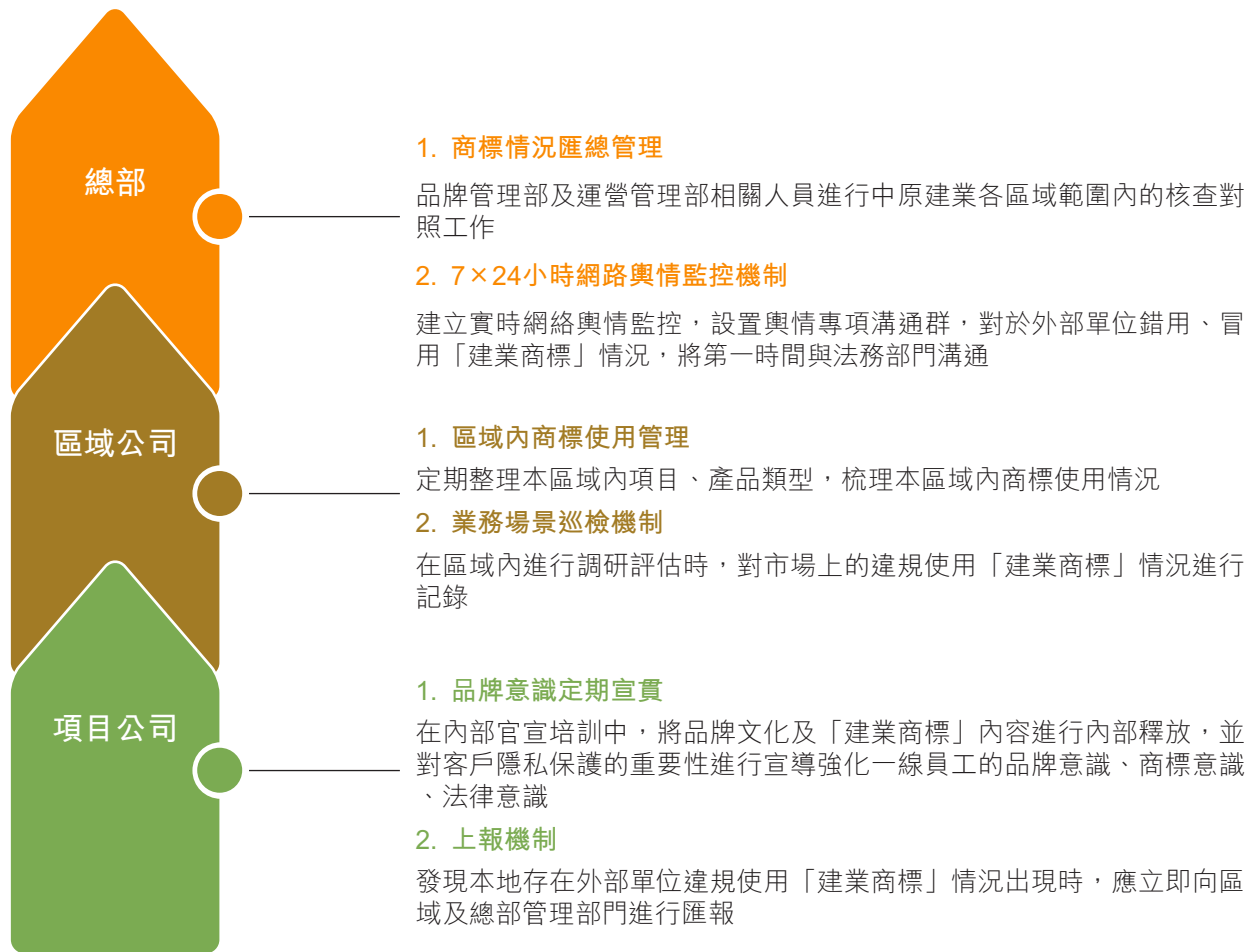 總部
1. 商標情況匯總管理
品牌管理部及運營管理部相關人員進行中原建業各區域範圍內的核查對
照工作
2. 7×24小時網路輿情監控機制
建立實時網絡輿情監控，設置輿情專項溝通群，對於外部單位錯用、冒
用「建業商標」情況，將第一時間與法務部門溝通
區域公司
1. 區域內商標使用管理
定期整理本區域內項目、產品類型，梳理本區域內商標使用情況
2. 業務場景巡檢機制
在區域內進行調研評估時，對市場上的違規使用「建業商標」情況進行
記錄
項目公司
1. 品牌意識定期宣貫
在內部官宣培訓中，將品牌文化及「建業商標」內容進行內部釋放，並
對客戶隱私保護的重要性進行宣導強化一線員工的品牌意識、商標意識
、法律意識
2. 上報機制
發現本地存在外部單位違規使用「建業商標」情況出現時，應立即向區
域及總部管理部門進行匯報